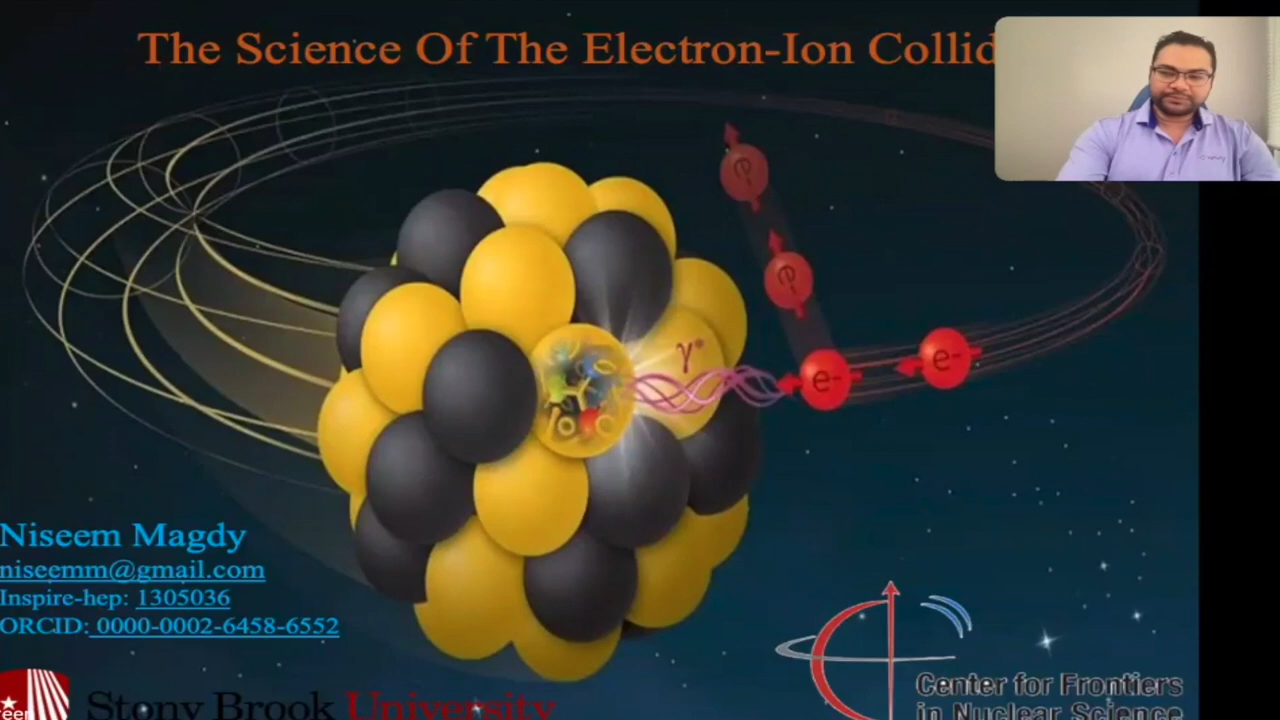 The Science Of The Electron-Ion Collid
e
e
γ*
e-
e-
Niseem Magdy
niseemm@gmail.com
Inspire-hep: 1305036
ORCID: 0000-0002-6458-6552
Stony Brook University
Center for Frontiers
in Nuclear Science